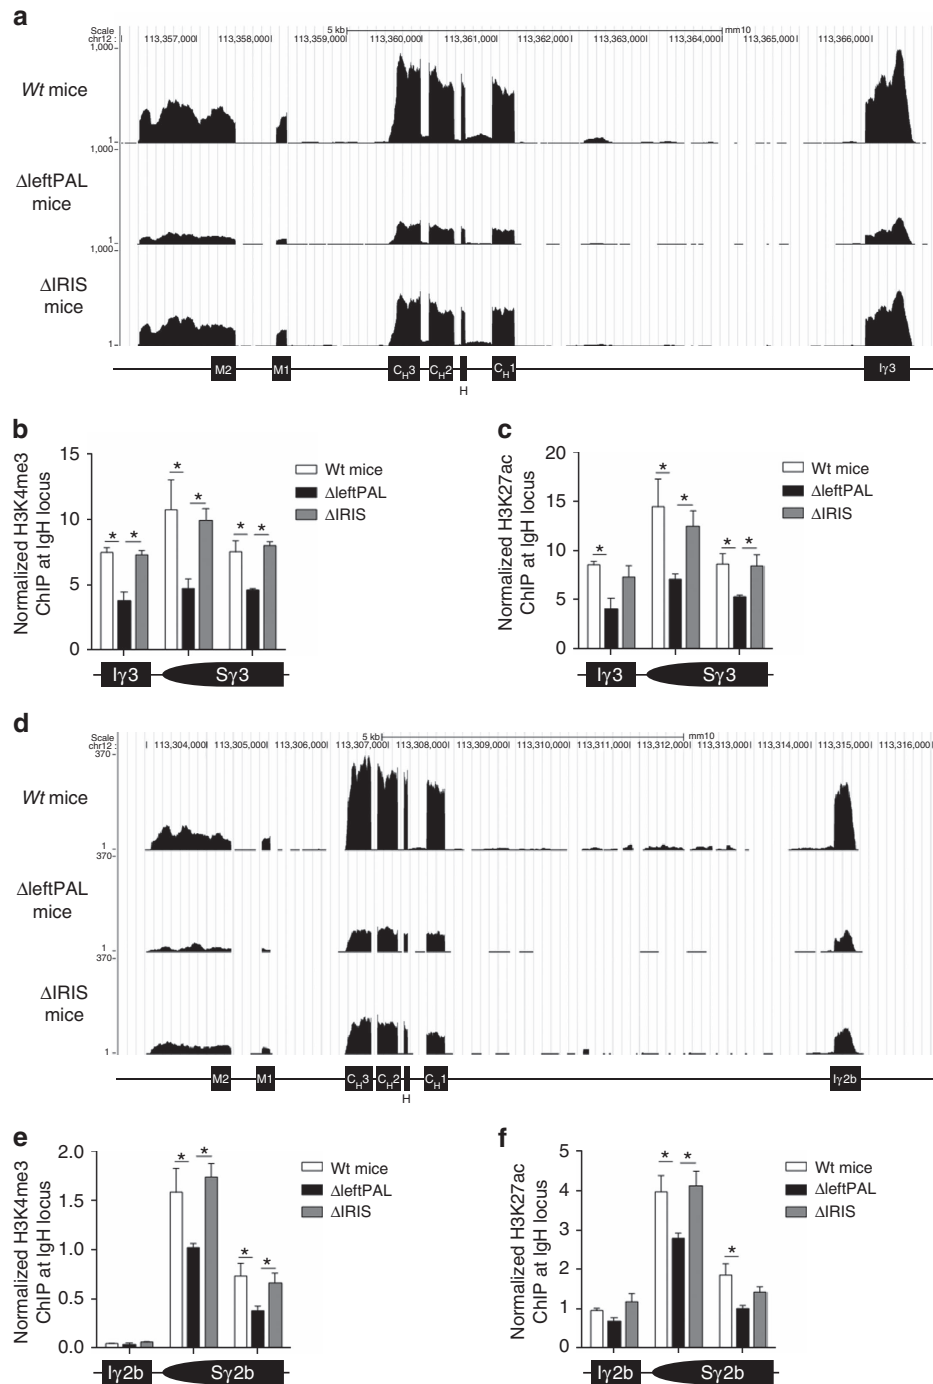 a
Scale
5 kb
mm10
chr12 :
113,357,000| 113,358,000| 113,359,000| 113,360,000| 113,361,000| 113,362,000| 113,363,000| 113,364,000| 113,365,000| 113,366,000|
1,000
Wt mice
1
1,000
ΔleftPAL
mice
1
1,000
ΔIRIS
mice
1
M2 M1 CH3 CH2 CH1 Iγ3
H
b
Normalized H3K4me3
ChIP at IgH locus
15
10
5
0
* * * * * *
Wt mice
ΔleftPAL
ΔIRIS
Iγ3 Sγ3
c
Normalized H3K27ac
ChIP at IgH locus
20
15
10
5
0
* * * * *
Wt mice
ΔleftPAL
ΔIRIS
Iγ3 Sγ3
d
Scale
5 kb
mm10
chr12 :
113,304,000| 113,305,000| 113,306,000| 113,307,000| 113,308,000| 113,309,000| 113,310,000| 113,311,000| 113,312,000| 113,313,000| 113,314,000| 113,315,000| 113,316,000|
370
Wt mice
1
370
ΔleftPAL
mice
1
370
ΔIRIS
mice
1
M2 M1 CH3 CH2 CH1 Iγ2b
H
e
Normalized H3K4me3
ChIP at IgH locus
2.0
1.5
1.0
0.5
0.0
* * * *
Wt mice
ΔleftPAL
ΔIRIS
Iγ2b Sγ2b
f
Normalized H3K27ac
ChIP at IgH locus
5
4
3
2
1
0
* * *
Wt mice
ΔleftPAL
ΔIRIS
Iγ2b Sγ2b